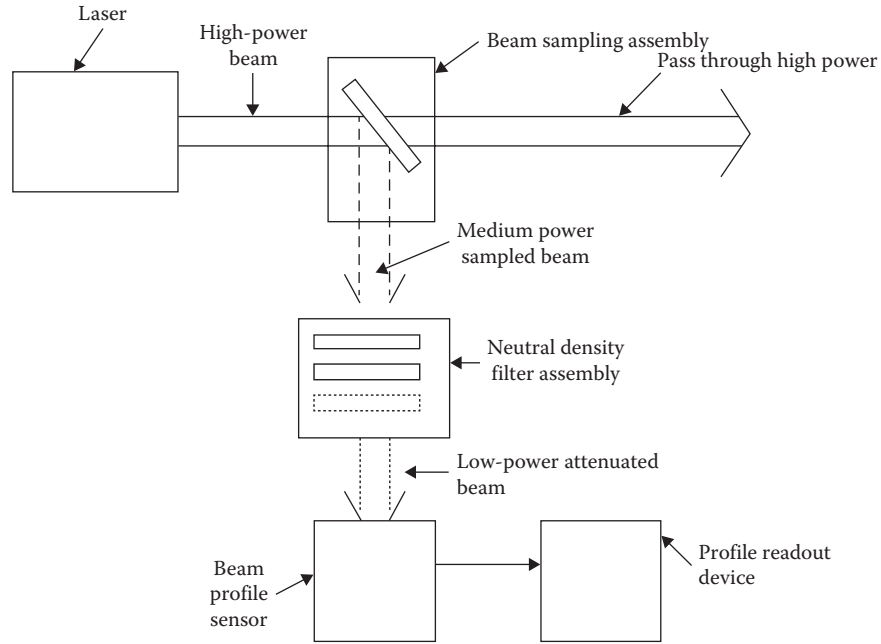 Laser
High-power
beam
Beam sampling assembly
Pass through high power
Medium power
sampled beam
Neutral density
filter assembly
Low-power attenuated
beam
Beam
profile
sensor
Profile readout
device